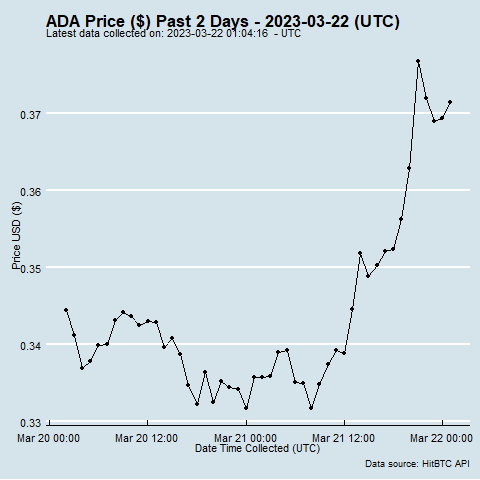 ADA Price ($) Past 2 Days - 2023-03-22 (UTC)
Latest data collected on: 2023-03-22 01:04:16  - UTC
0.37
0.36
0.35
0.34
0.33
Price USD ($)
Mar 20 00:00 Mar 20 12:00 Mar 21 00:00 Mar 21 12:00 Mar 22 00:00
Date Time Collected (UTC)
Data source: HitBTC API